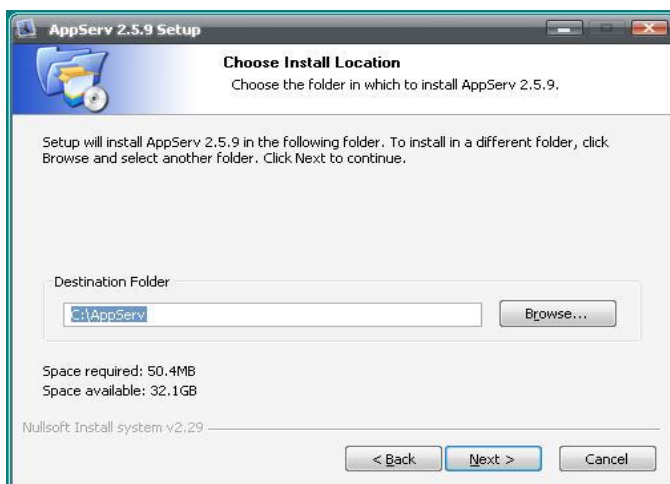 AppServ 2.5.9 Setup
Choose Install Location
Choose the folder in which to install AppServ 2.5.9.
Setup will install AppServ 2.5.9 in the following folder. To install in a different folder, click
Browse and select another folder. Click Next to continue.
Destination Folder
C:\AppServ
Browse...
Space required: 50.4MB
Space available: 32.1GB
Nullsoft Install system v2.29
< Back
Next >
Cancel